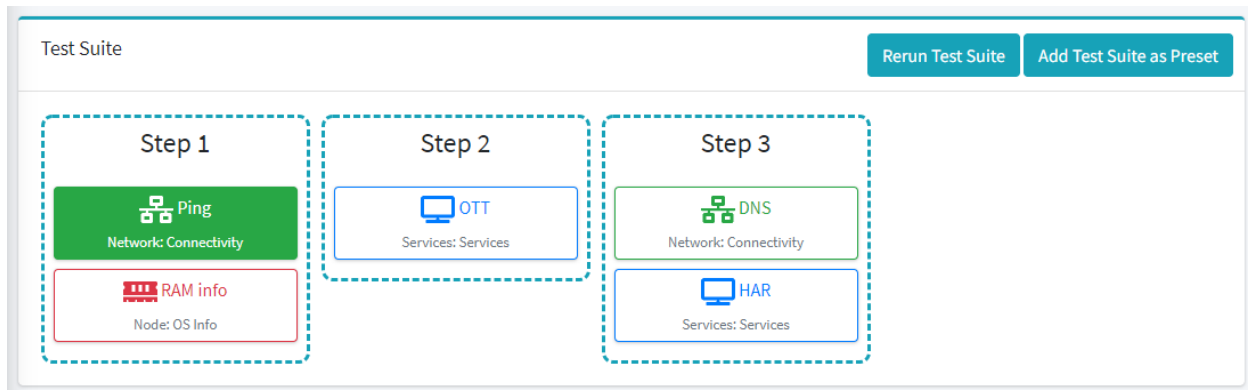 Test Suite
Rerun Test Suite
Add Test Suite as Preset
Step 1
Ping
Network: Connectivity
RAM info
Node: OS Info
Step 2
OTT
Services: Services
Step 3
DNS
Network: Connectivity
HAR
Services: Services